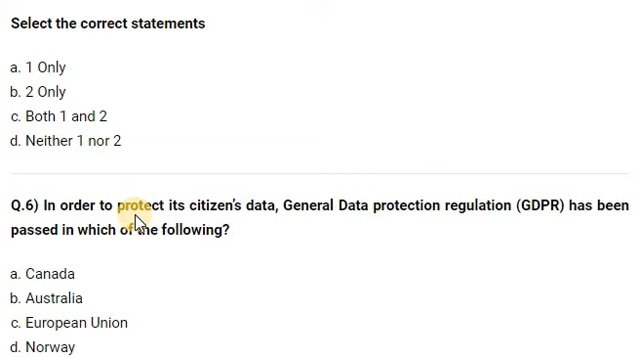 Select the correct statements
a. 1 Only
b. 2 Only
c. Both 1 and 2
d. Neither 1 nor 2
Q.6) In order to protect its citizen's data, General Data protection regulation (GDPR) has been
passed in which of the following?
a. Canada
b. Australia
c. European Union
d. Norway